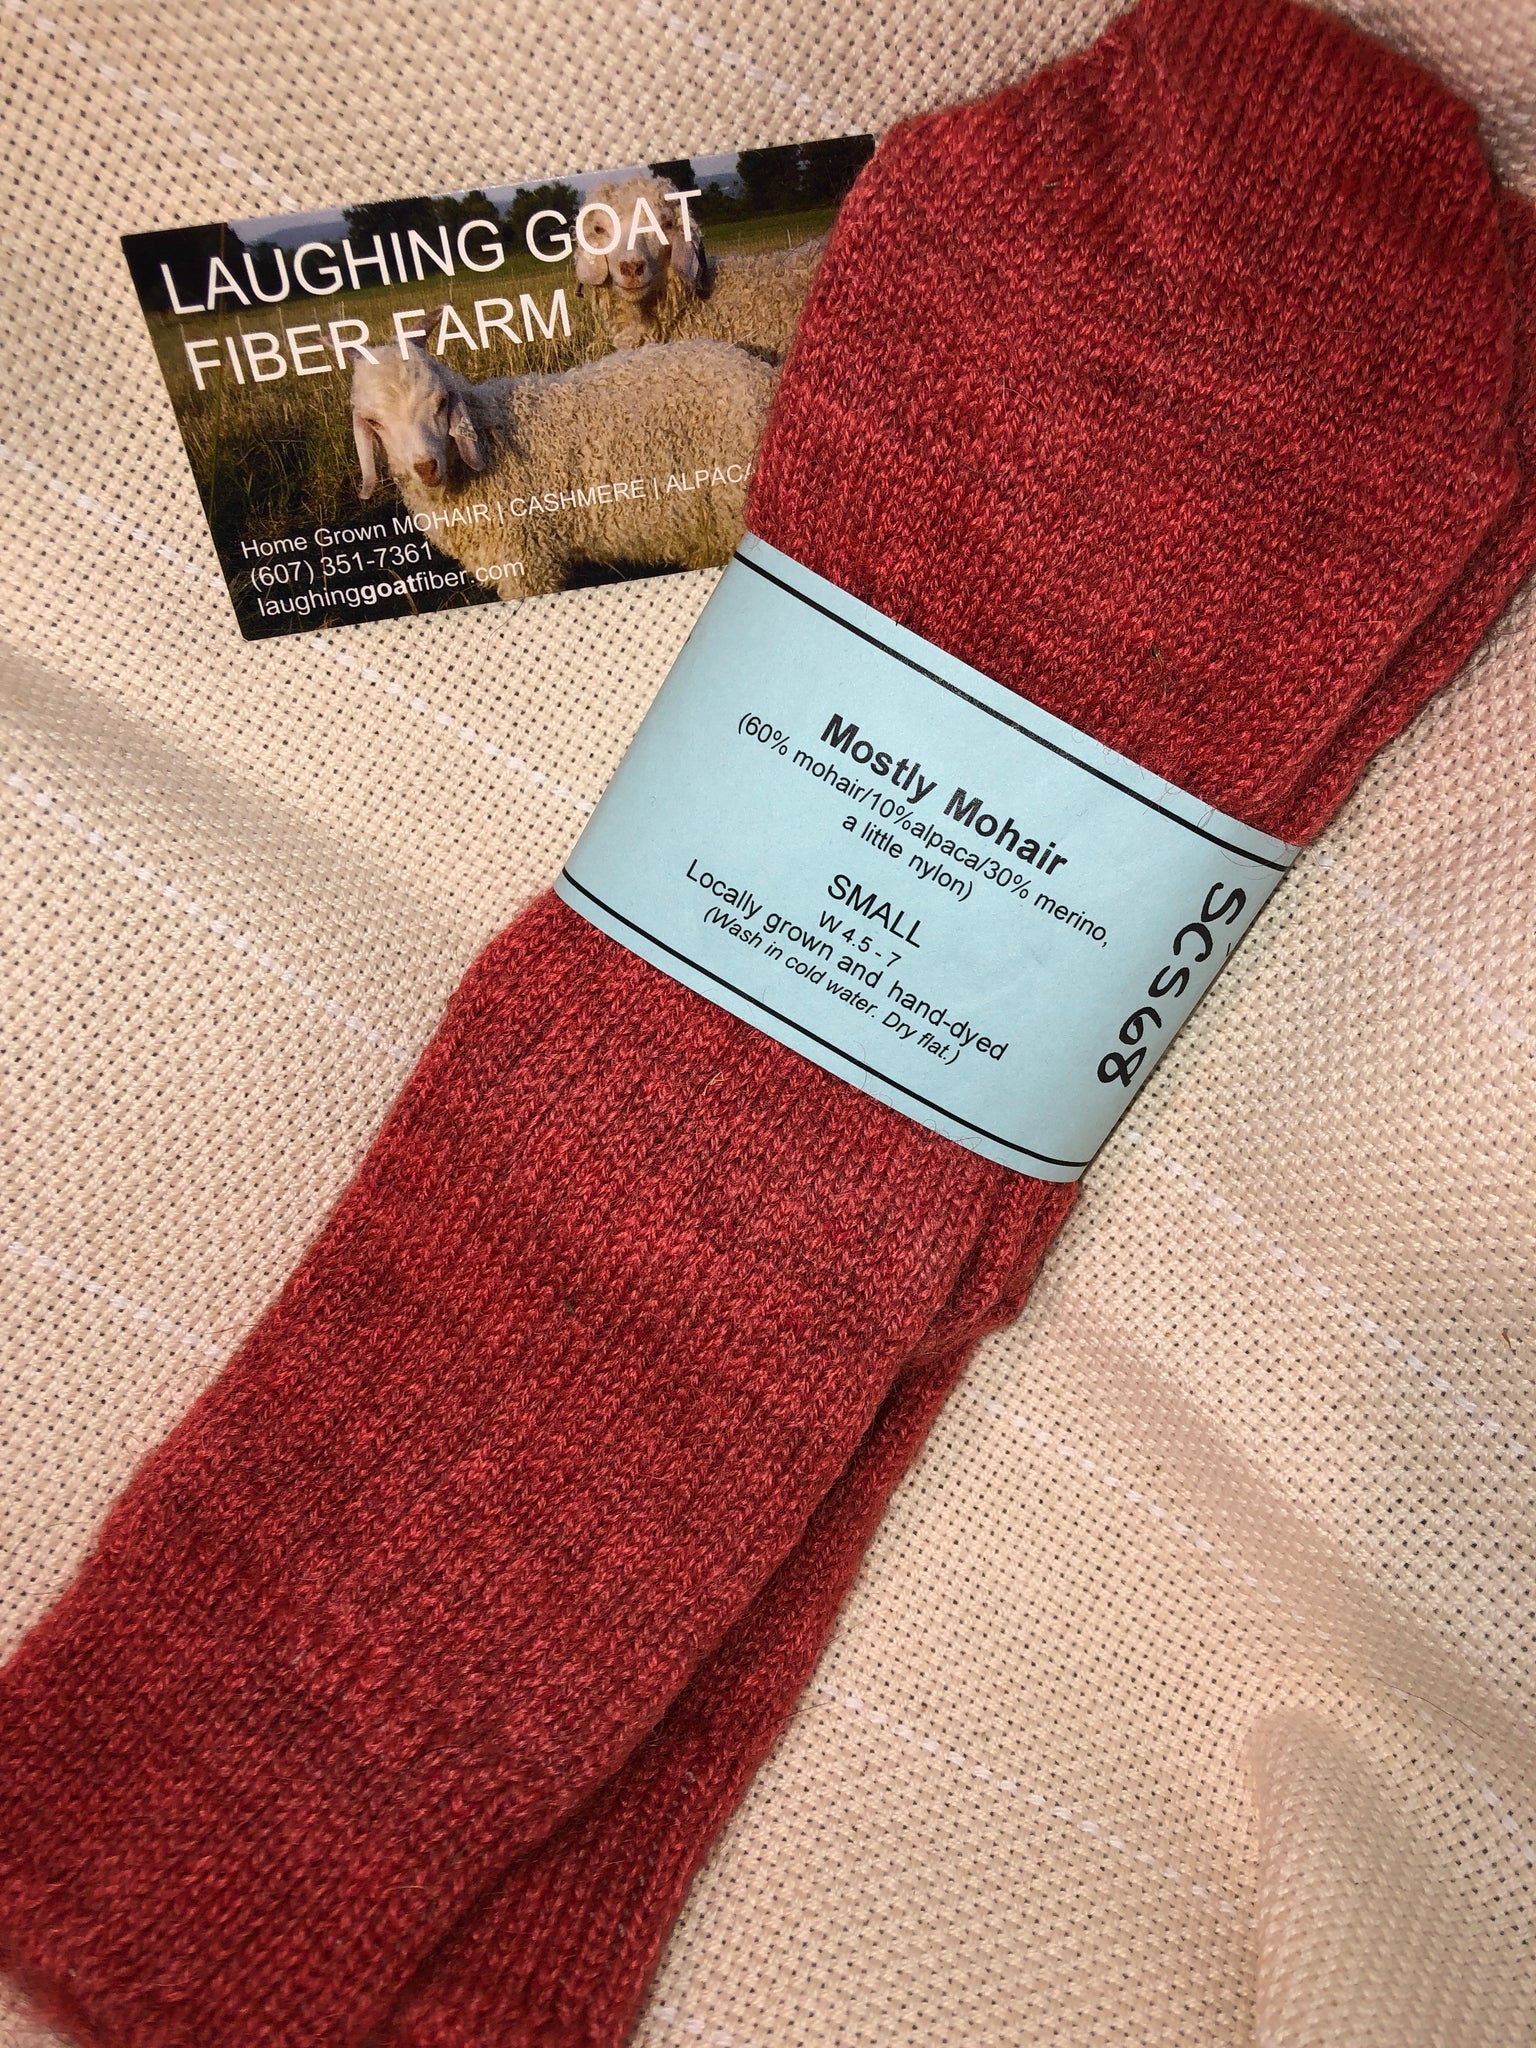 LAUGHING GOAT
FIBER FARM
Home Grown MOHAIR | CASHMERE | ALPACA
(607) 351-7361
laughinggoatfiber.com
Mostly Mohair
(60% mohair/10%alpaca/30% merino,
a little nylon)
SMALL
W 4.5 - 7
Locally grown and hand-dyed
(Wash in cold water. Dry flat.)
SCS68